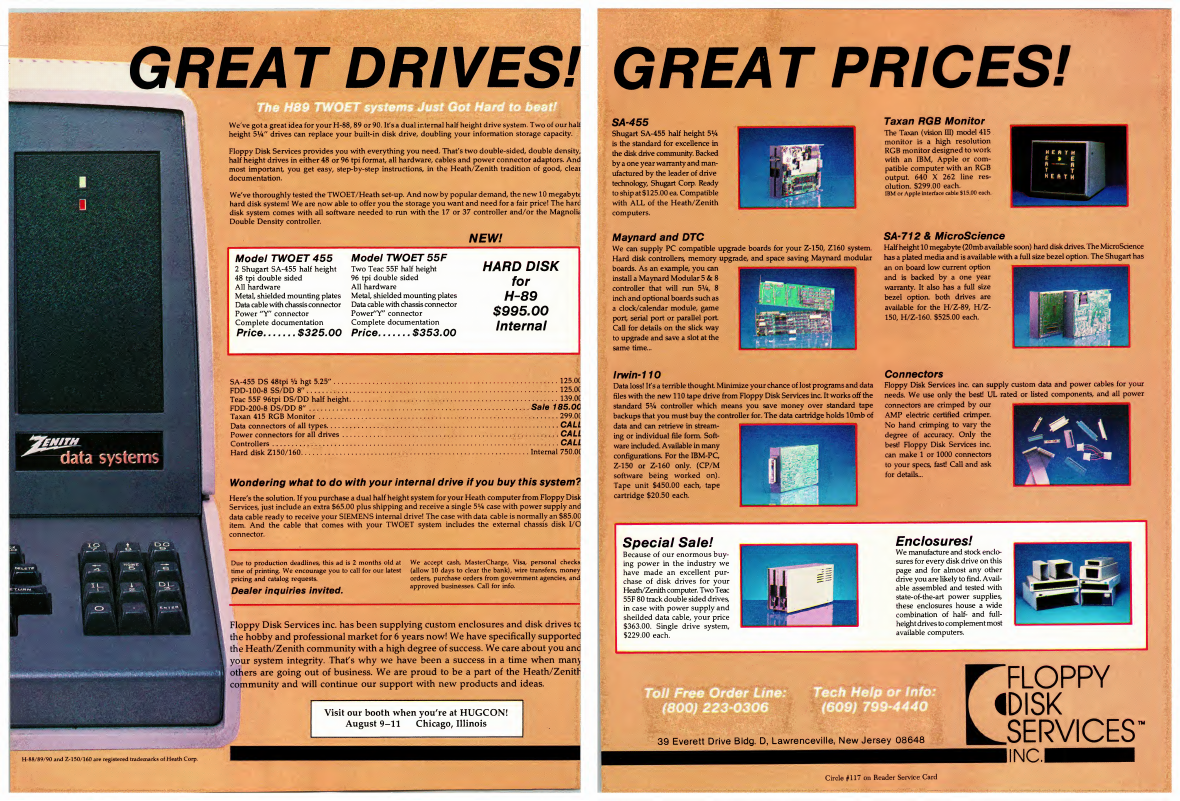 GREAT DRIVES!
The H89 TWOET systems Just Got Hard to beat!
We've got a great idea for your H-88, 89 or 90. It's a dual internal half height drive system. Two of our half
height 5¼" drives can replace your built-in disk drive, doubling your information storage capacity.
Floppy Disk Services provides you with everything you need. That's two double-sided, double density,
half height drives in either 48 or 96 tpi format, all hardware, cables and power connector adaptors. And
most important, you get easy, step-by-step instructions, in the Heath/Zenith tradition of good, clear
documentation.
We've thoroughly tested the TWOET/Heath set-up. And now by popular demand, the new 10 megabyte
hard disk system! We are now able to offer you the storage you want and need for a fair price! The hard
disk system comes with all software needed to run with the 17 or 37 controller and/or the Magnolia
Double Density controller.
NEW!
Model TWOET 455
2 Shugart SA-455 half height
48 tpi double sided
All hardware
Metal, shielded mounting plates
Data cable with chassis connector
Power "Y" connector
Complete documentation
Price.......$325.00
Model TWOET 55F
Two Teac 55F half height
96 tpi double sided
All hardware
Metal, shielded mounting plates
Data cable with chassis connector
Power"Y" connector
Complete documentation
Price.......$353.00
HARD DISK
for
H-89
$995.00
Internal
SA-455 DS 48tpi ½ hgt 5.25" ... 125.00
FDD-100-8 SS/DD 8" ... 125.00
Teac 55F 96tpi DS/DD half height ... 139.00
FDD-200-8 DS/DD 8" ... Sale 185.00
Taxan 415 RGB Monitor ... 299.00
Data connectors of all types ... CALL
Power connectors for all drives ... CALL
Controllers ... CALL
Hard disk Z150/160 ... Internal 750.00
Wondering what to do with your internal drive if you buy this system?
Here's the solution. If you purchase a dual half height system for your Heath computer from Floppy Disk
Services, just include an extra $65.00 plus shipping and receive a single 5¼ case with power supply and
data cable ready to receive your SIEMENS internal drive! The case with data cable is normally an $85.00
item. And the cable that comes with your TWOET system includes the external chassis disk I/O
connector.
Due to production deadlines, this ad is 2 months old at
time of printing. We encourage you to call for our latest
pricing and catalog requests.
Dealer inquiries invited.
We accept cash, MasterCharge, Visa, personal checks
(allow 10 days to clear the bank), wire transfers, money
orders, purchase orders from government agencies, and
approved businesses. Call for info.
Floppy Disk Services inc. has been supplying custom enclosures and disk drives to
the hobby and professional market for 6 years now! We have specifically supported
the Heath/Zenith community with a high degree of success. We care about you and
your system integrity. That's why we have been a success in a time when many
others are going out of business. We are proud to be a part of the Heath/Zenith
community and will continue our support with new products and ideas.
Visit our booth when you're at HUGCON!
August 9–11 Chicago, Illinois
ZENITH
data systems
DELETE
RETURN
ENTER
H-88/89/90 and Z-150/160 are registered trademarks of Heath Corp.
GREAT PRICES!
SA-455
Shugart SA-455 half height 5¼
is the standard for excellence in
the disk drive community. Backed
by a one year warranty and man-
ufactured by the leader of drive
technology, Shugart Corp. Ready
to ship at $125.00 ea. Compatible
with ALL of the Heath/Zenith
computers.
Taxan RGB Monitor
The Taxan (vision III) model 415
monitor is a high resolution
RGB monitor designed to work
with an IBM, Apple or com-
patible computer with an RGB
output. 640 X 262 line res-
olution. $299.00 each.
IBM or Apple Interface cable $15.00 each.
HEATH
HEATH
Maynard and DTC
We can supply PC compatible upgrade boards for your Z-150, Z160 system.
Hard disk controllers, memory upgrade, and space saving Maynard modular
boards. As an example, you can
install a Maynard Modular 5 & 8
controller that will run 5¼, 8
inch and optional boards such as
a clock/calendar module, game
port, serial port or parallel port.
Call for details on the slick way
to upgrade and save a slot at the
same time...
SA-712 & MicroScience
Half height 10 megabyte (20mb available soon) hard disk drives. The MicroScience
has a plated media and is available with a full size bezel option. The Shugart has
an on board low current option
and is backed by a one year
warranty. It also has a full size
bezel option. both drives are
available for the H/Z-89, H/Z-
150, H/Z-160. $525.00 each.
Irwin-110
Data loss! It's a terrible thought. Minimize your chance of lost programs and data
files with the new 110 tape drive from Floppy Disk Services inc. It works off the
standard 5¼ controller which means you save money over standard tape
backups that you must buy the controller for. The data cartridge holds 10mb of
data and can retrieve in stream-
ing or individual file form. Soft-
ware included. Available in many
configurations. For the IBM-PC,
Z-150 or Z-160 only. (CP/M
software being worked on).
Tape unit $450.00 each, tape
cartridge $20.50 each.
Connectors
Floppy Disk Services inc. can supply custom data and power cables for your
needs. We use only the best! UL rated or listed components, and all power
connectors are crimped by our
AMP electric certified crimper.
No hand crimping to vary the
degree of accuracy. Only the
best! Floppy Disk Services inc.
can make 1 or 1000 connectors
to your specs, fast! Call and ask
for details...
Special Sale!
Because of our enormous buy-
ing power in the industry we
have made an excellent pur-
chase of disk drives for your
Heath/Zenith computer. Two Teac
55F 80 track double sided drives,
in case with power supply and
sheilded data cable, your price
$363.00. Single drive system,
$229.00 each.
Enclosures!
We manufacture and stock enclo-
sures for every disk drive on this
page and for almost any other
drive you are likely to find. Avail-
able assembled and tested with
state-of-the-art power supplies,
these enclosures house a wide
combination of half- and full-
height drives to complement most
available computers.
Toll Free Order Line:
(800) 223-0306
Tech Help or Info:
(609) 799-4440
39 Everett Drive Bldg. D, Lawrenceville, New Jersey 08648
FLOPPY
DISK
SERVICES™
INC.
Circle #117 on Reader Service Card